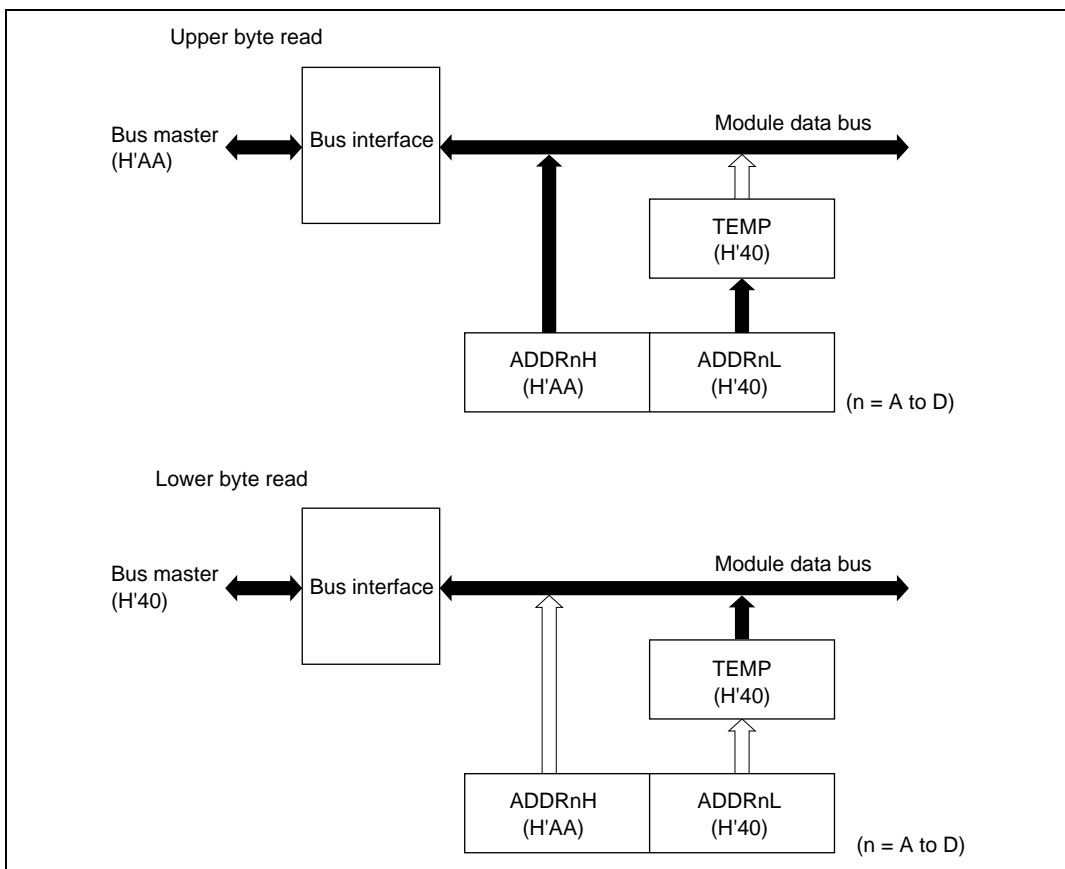 Upper byte read
Bus master
(H'AA)
Bus interface
Module data bus
TEMP
(H'40)
ADDRnH
(H'AA)
ADDRnL
(H'40)
(n = A to D)
Lower byte read
Bus master
(H'40)
Bus interface
Module data bus
TEMP
(H'40)
ADDRnH
(H'AA)
ADDRnL
(H'40)
(n = A to D)